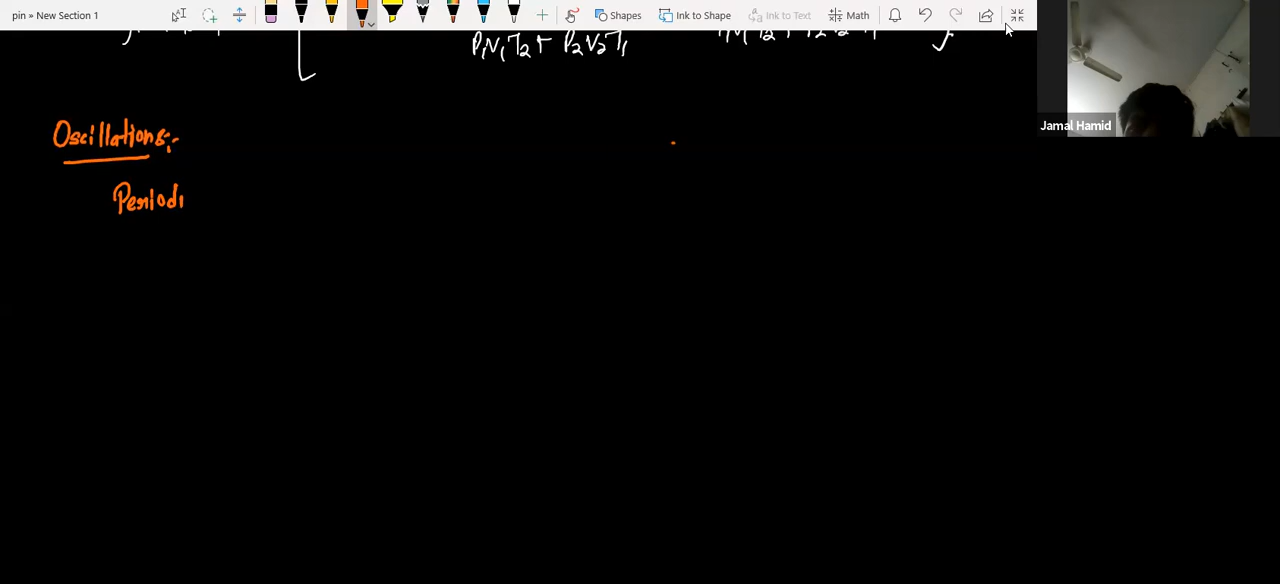 pin » New Section 1
Shapes
Ink to Shape
Ink to Text
Math
Jamal Hamid
P₁V₁T₂ + P₂V₂T₁
Oscillations:-
Periodi